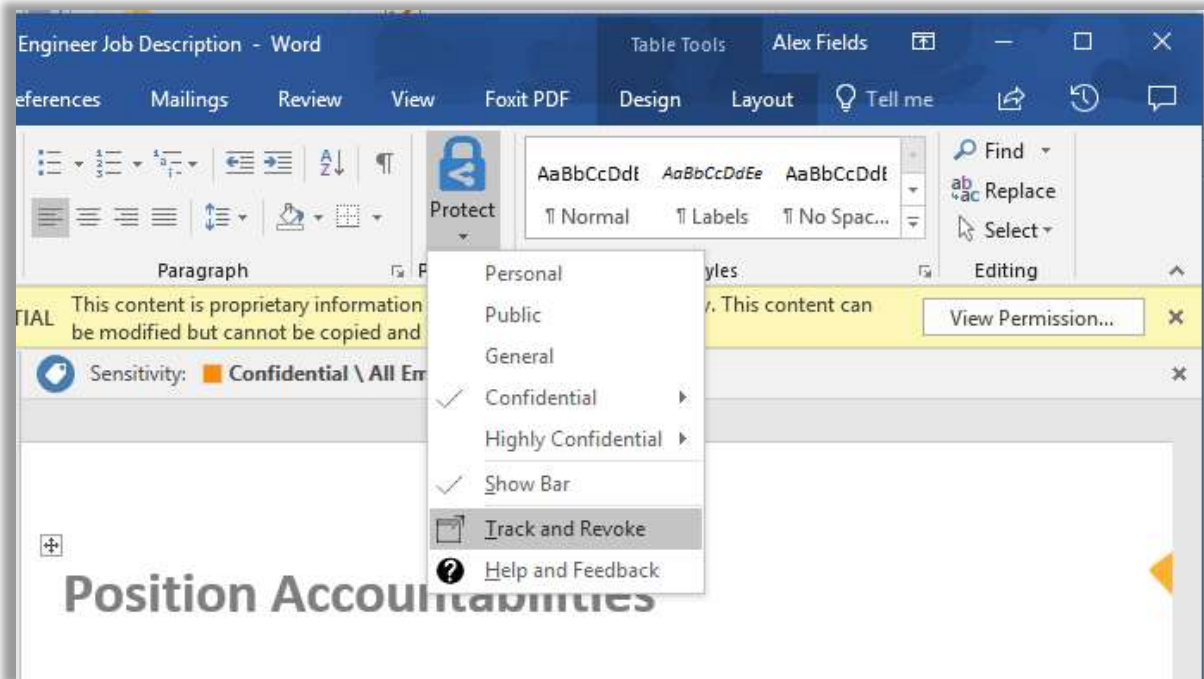 Engineer Job Description - Word Table Tools Alex Fields
eferences Mailings Review View Foxit PDF Design Layout Tell me
AaBbCcDdE AaBbCcDdEe AaBbCcDdE
Find
Replace
Protect
¶ Normal ¶ Labels ¶ No Spac...
Select
Paragraph P yles Editing
TIAL This content is proprietary information y. This content can
be modified but cannot be copied and
View Permission...
Sensitivity: Confidential \ All Em
Personal
Public
General
Confidential
Highly Confidential
Show Bar
Track and Revoke
Help and Feedback
Position Accountabilities